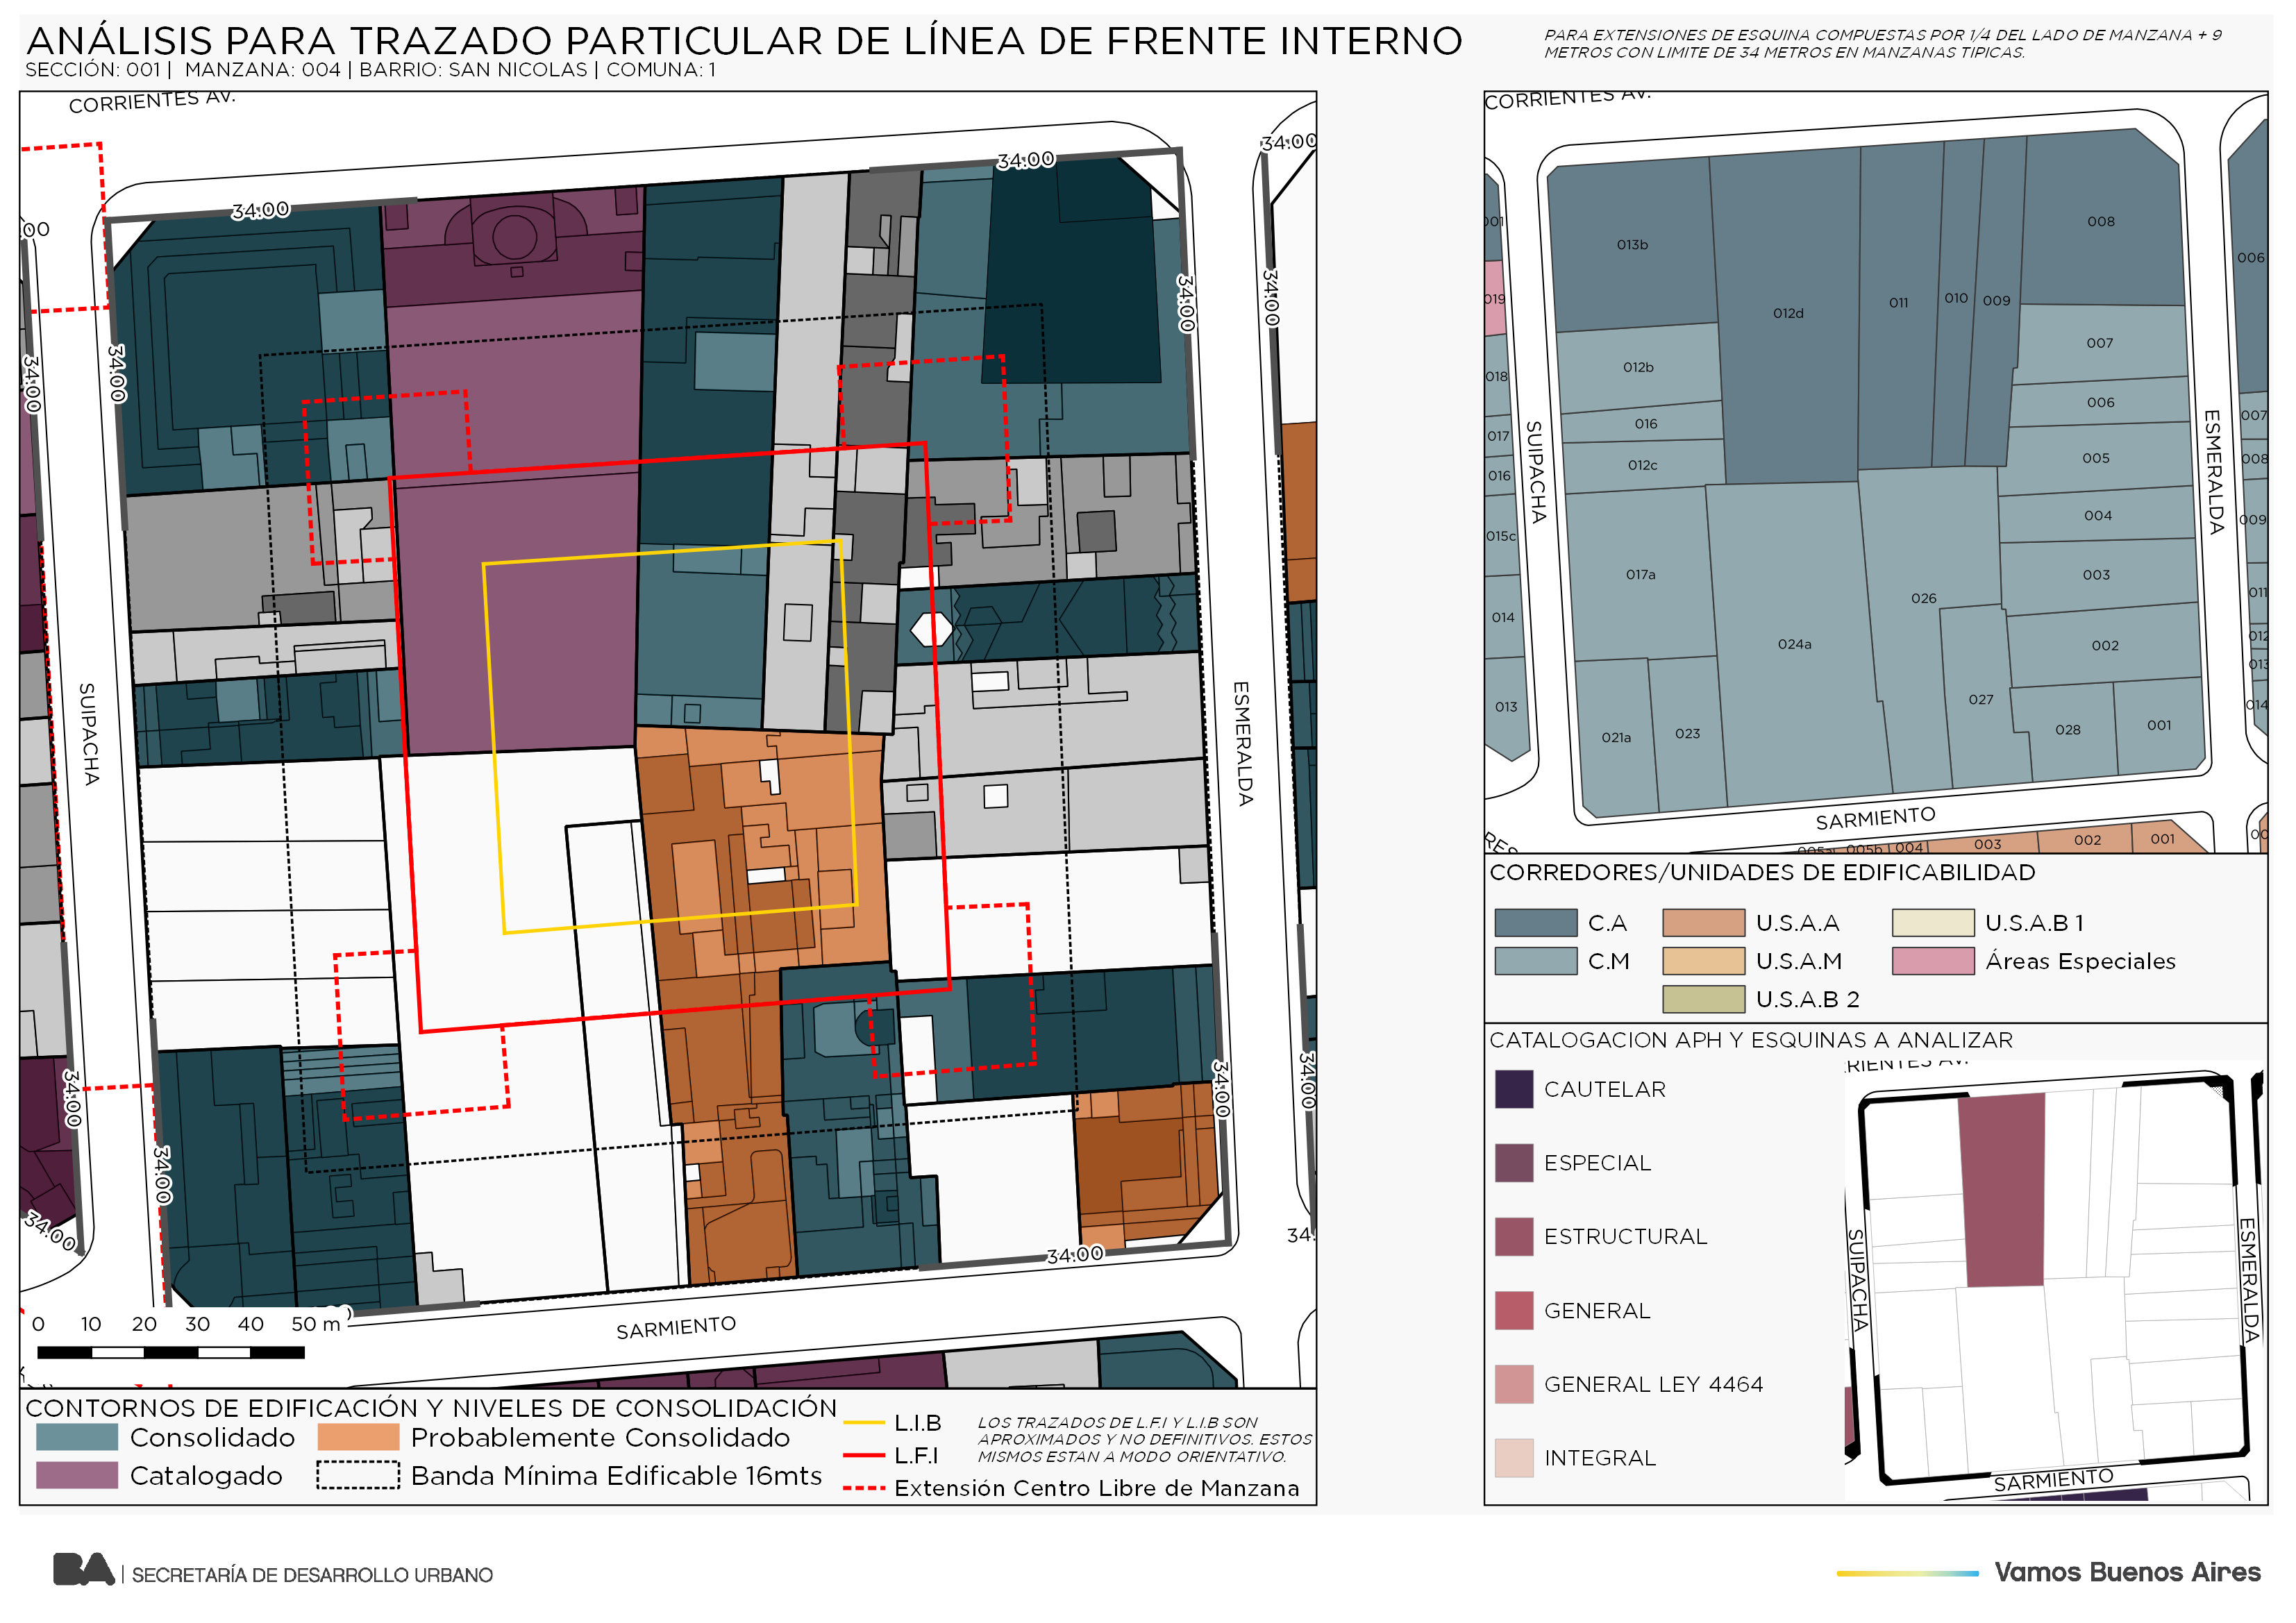 ANÁLISIS PARA TRAZADO PARTICULAR DE LÍNEA DE FRENTE INTERNO
SECCIÓN: 001 | MANZANA: 004 | BARRIO: SAN NICOLAS | COMUNA: 1
PARA EXTENSIONES DE ESQUINA COMPUESTAS POR 1/4 DEL LADO DE MANZANA + 9
METROS CON LIMITE DE 34 METROS EN MANZANAS TIPICAS.
CORRIENTES AV.
34.00
34.00
34.00
34.00
34.00
34.00
34.00
SUIPACHA
ESMERALDA
34.00
34.00
34.00
34.00
34.00
34.00
SARMIENTO
0 10 20 30 40 50 m
CONTORNOS DE EDIFICACIÓN Y NIVELES DE CONSOLIDACIÓN
Consolidado
Catalogado
Probablemente Consolidado
Banda Mínima Edificable 16mts
L.I.B
L.F.I
Extensión Centro Libre de Manzana
LOS TRAZADOS DE L.F.I Y L.I.B SON
APROXIMADOS Y NO DEFINITIVOS. ESTOS
MISMOS ESTAN A MODO ORIENTATIVO.
CORRIENTES AV.
013b
012d
011
010
009
008
006
019
012b
007
018
016
006
007
017
012c
005
008
016
004
009
015c
017a
026
003
011
014
024a
002
012
013
013
021a
023
027
028
001
014
SUIPACHA
ESMERALDA
SARMIENTO
005b
004
003
002
001
CORREDORES/UNIDADES DE EDIFICABILIDAD
C.A
C.M
U.S.A.A
U.S.A.M
U.S.A.B 2
U.S.A.B 1
Áreas Especiales
CATALOGACION APH Y ESQUINAS A ANALIZAR
CAUTELAR
ESPECIAL
ESTRUCTURAL
GENERAL
GENERAL LEY 4464
INTEGRAL
SUIPACHA
ESMERALDA
SARMIENTO
BA | SECRETARÍA DE DESARROLLO URBANO
Vamos Buenos Aires